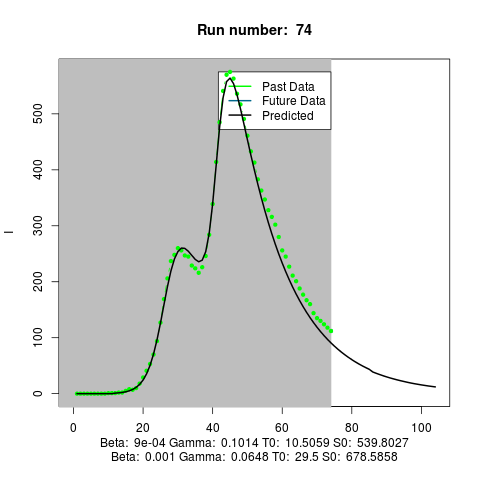 Run number: 74
Past Data
Future Data
Predicted
I
0 100 200 300 400 500
0 20 40 60 80 100
Beta: 9e-04 Gamma: 0.1014 T0: 10.5059 S0: 539.8027
Beta: 0.001 Gamma: 0.0648 T0: 29.5 S0: 678.5858